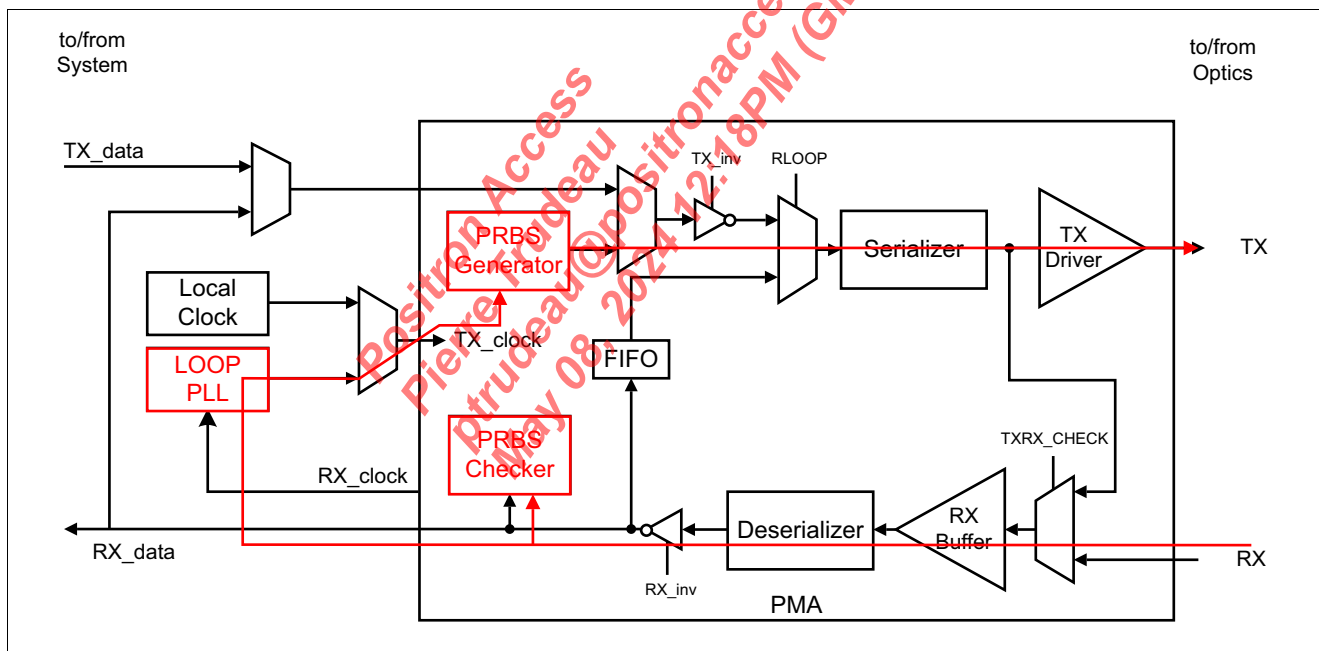 to/from
System
to/from
Optics
TX_data
TX_inv
RLOOP
PRBS
Generator
Serializer
TX
Driver
TX
Local
Clock
TX_clock
FIFO
LOOP
PLL
PRBS
Checker
TXRX_CHECK
RX_clock
Deserializer
RX
Buffer
RX_data
RX
RX_inv
PMA
Positron Access
Pierre Trudeau
ptrudeau@positronacce
May 08, 2024 12:18PM (GM